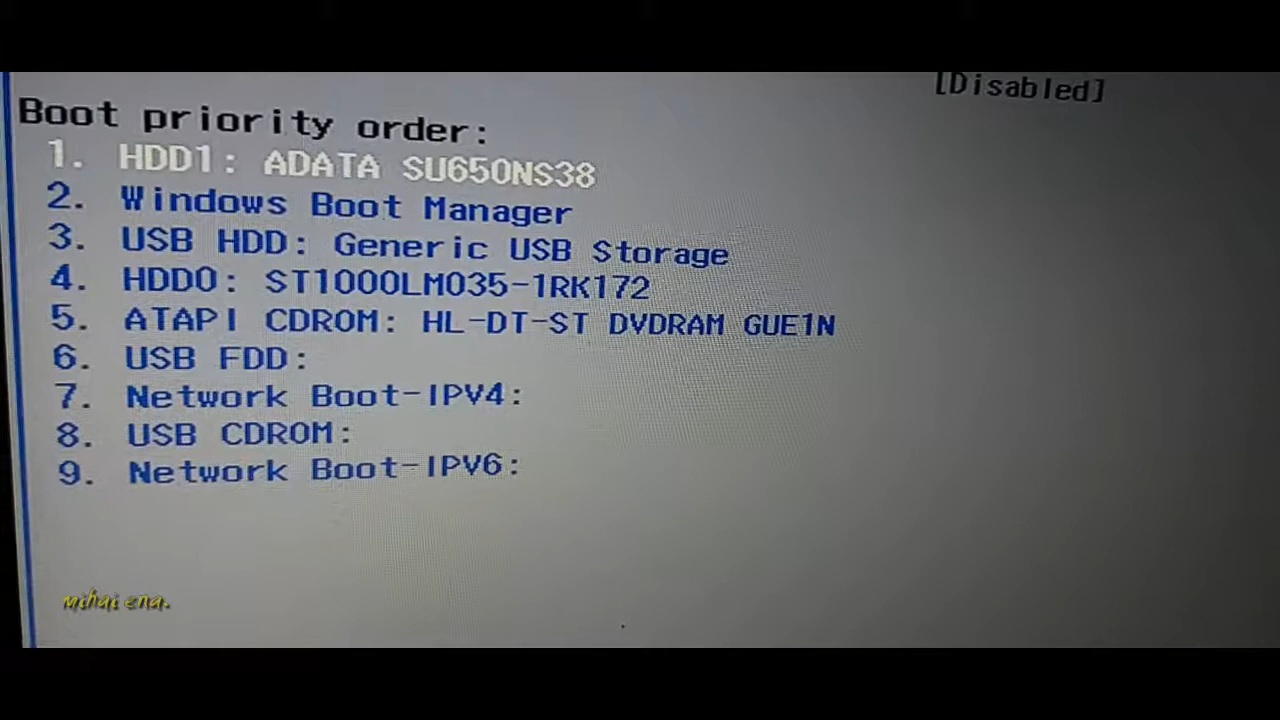 [Disabled]
Boot priority order:
1. HDD1: ADATA SU650NS38
2. Windows Boot Manager
3. USB HDD: Generic USB Storage
4. HDD0: ST1000LM035-1RK172
5. ATAPI CDROM: HL-DT-ST DVDRAM GUE1N
6. USB FDD:
7. Network Boot-IPV4:
8. USB CDROM:
9. Network Boot-IPV6:
mihai ena.